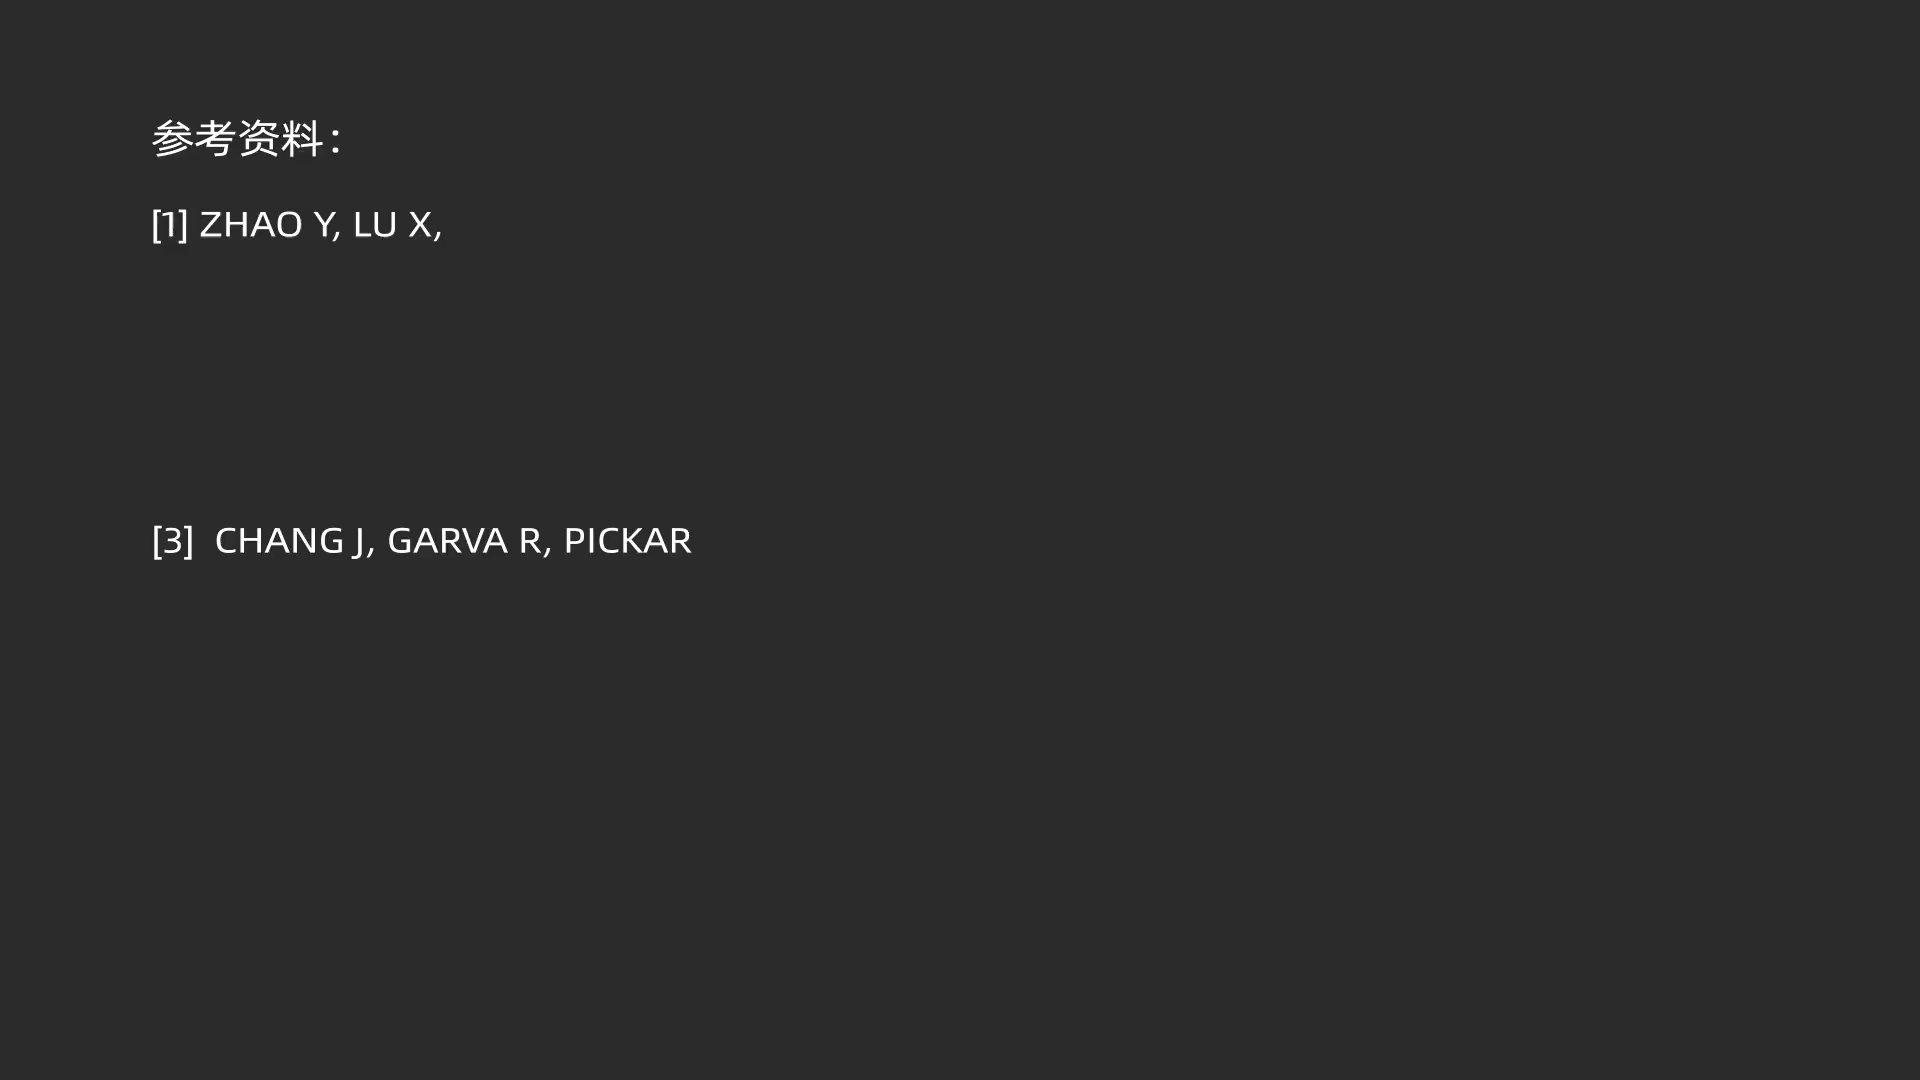 参考资料：
[1] ZHAO Y, LU X,
[3]  CHANG J, GARVA R, PICKAR